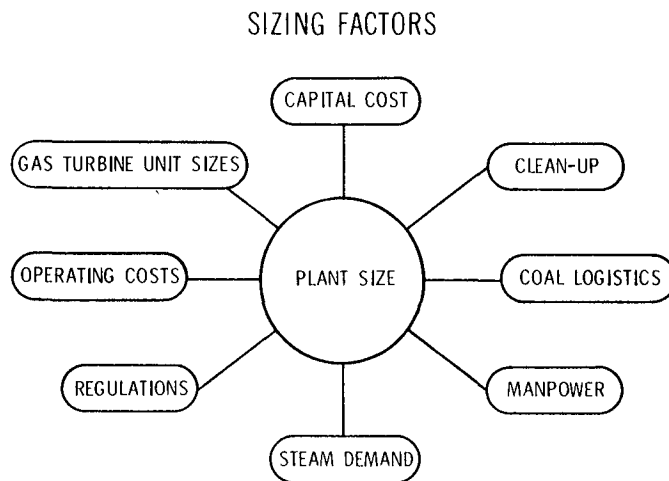 SIZING FACTORS
CAPITAL COST
GAS TURBINE UNIT SIZES
CLEAN-UP
OPERATING COSTS
PLANT SIZE
COAL LOGISTICS
REGULATIONS
MANPOWER
STEAM DEMAND